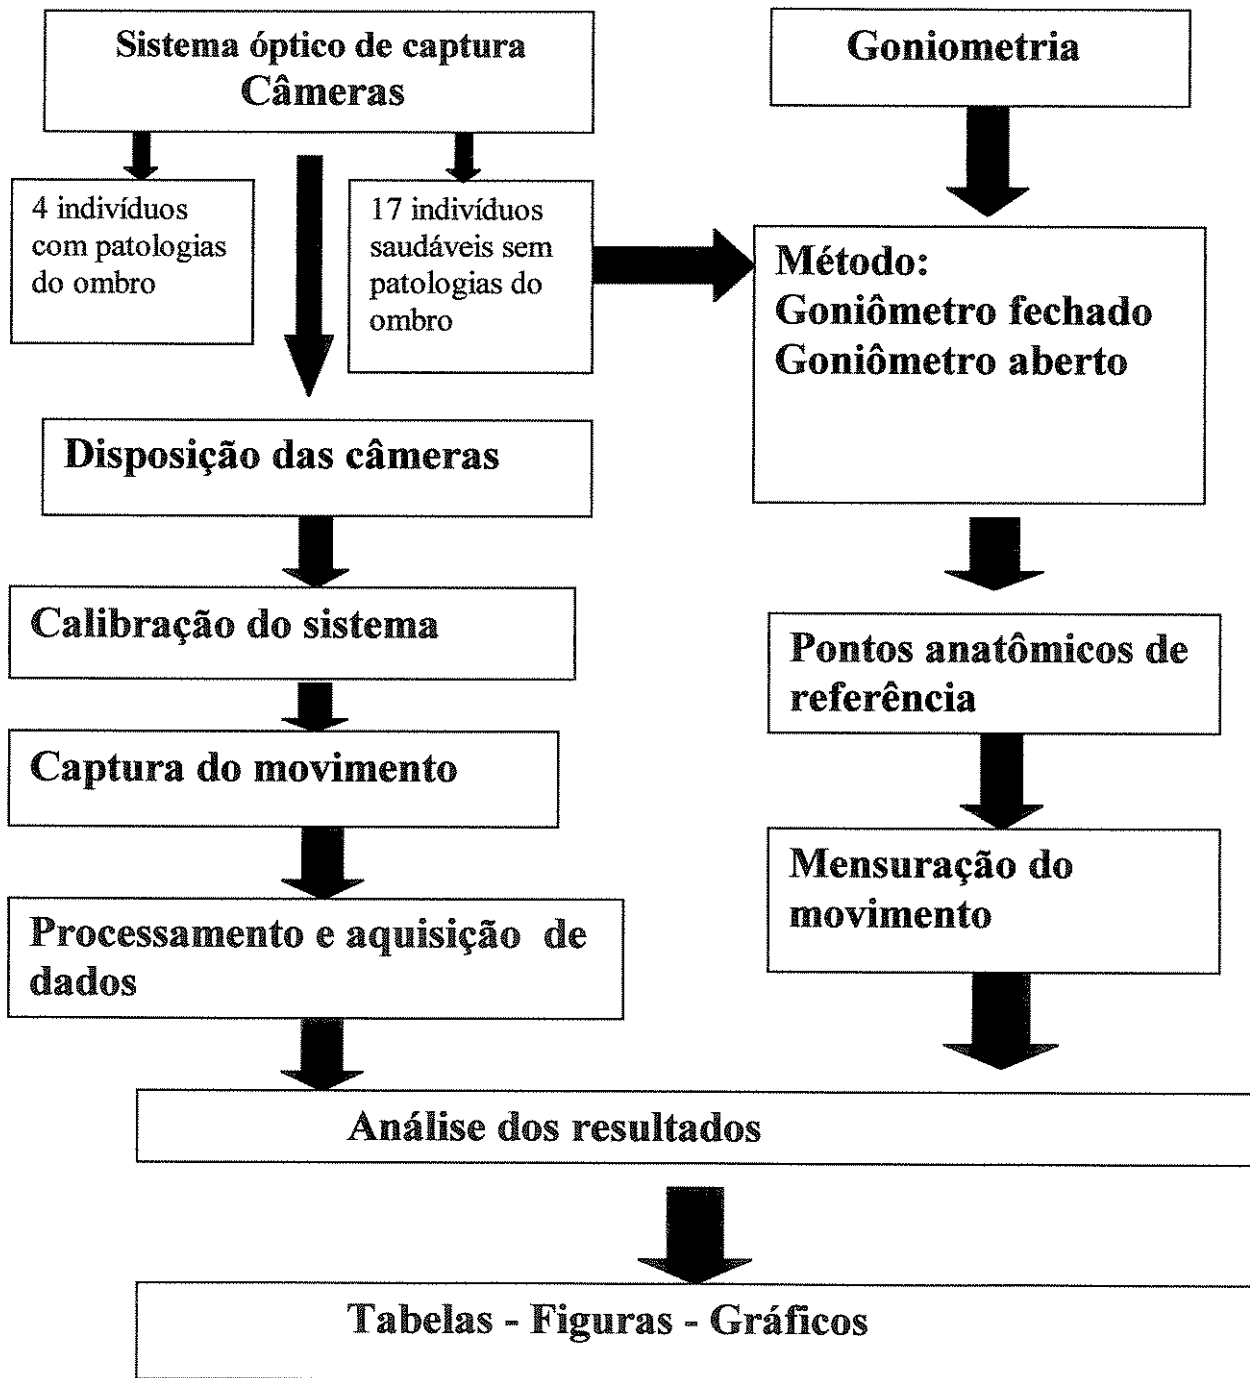 Sistema óptico de captura
Câmeras
Goniometria
4 indivíduos
com patologias
do ombro
17 indivíduos
saudáveis sem
patologias do
ombro
Método:
Goniômetro fechado
Goniômetro aberto
Disposição das câmeras
Calibração do sistema
Captura do movimento
Processamento e aquisição de
dados
Pontos anatômicos de
referência
Mensuração do
movimento
Análise dos resultados
Tabelas - Figuras - Gráficos